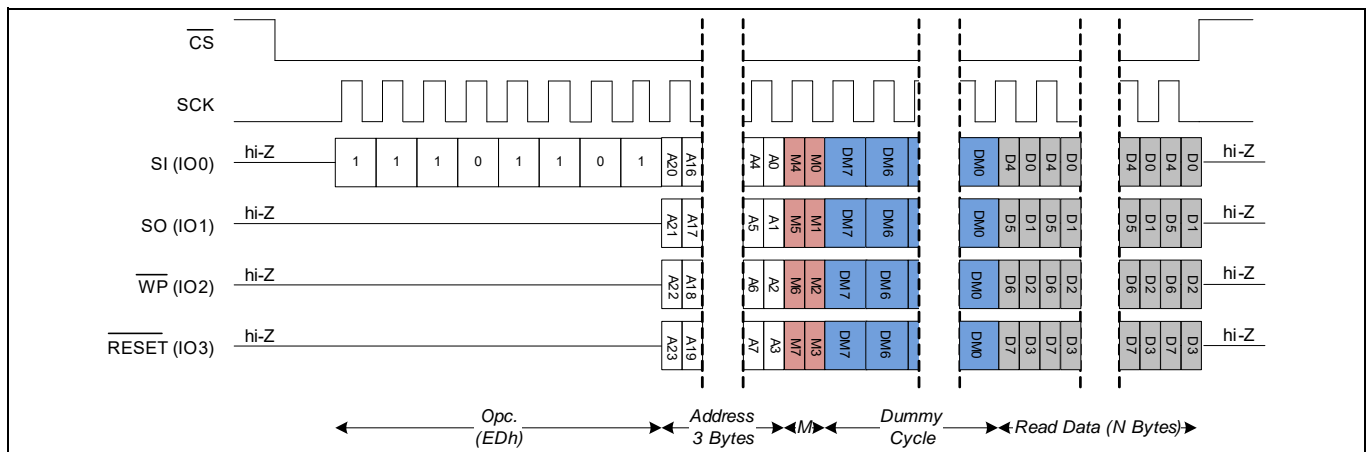 CS
SCK
SI (IO0) hi-Z 1 1 1 0 1 1 0 1 A20 A16 A4 A0 M4 M0 DM7 DM6 DM0 D4 D0 D4 D0 D4 D0 D4 D0 hi-Z
SO (IO1) hi-Z A21 A17 A5 A1 M5 M1 DM7 DM6 DM0 D5 D1 D5 D1 D5 D1 D5 D1 hi-Z
WP (IO2) hi-Z A22 A18 A6 A2 M6 M2 DM7 DM6 DM0 D6 D2 D6 D2 D6 D2 D6 D2 hi-Z
RESET (IO3) hi-Z A23 A19 A7 A3 M7 M3 DM7 DM6 DM0 D7 D3 D7 D3 D7 D3 D7 D3 hi-Z
Opc. Address M Dummy Read Data (N Bytes)
(EDh) 3 Bytes Cycle